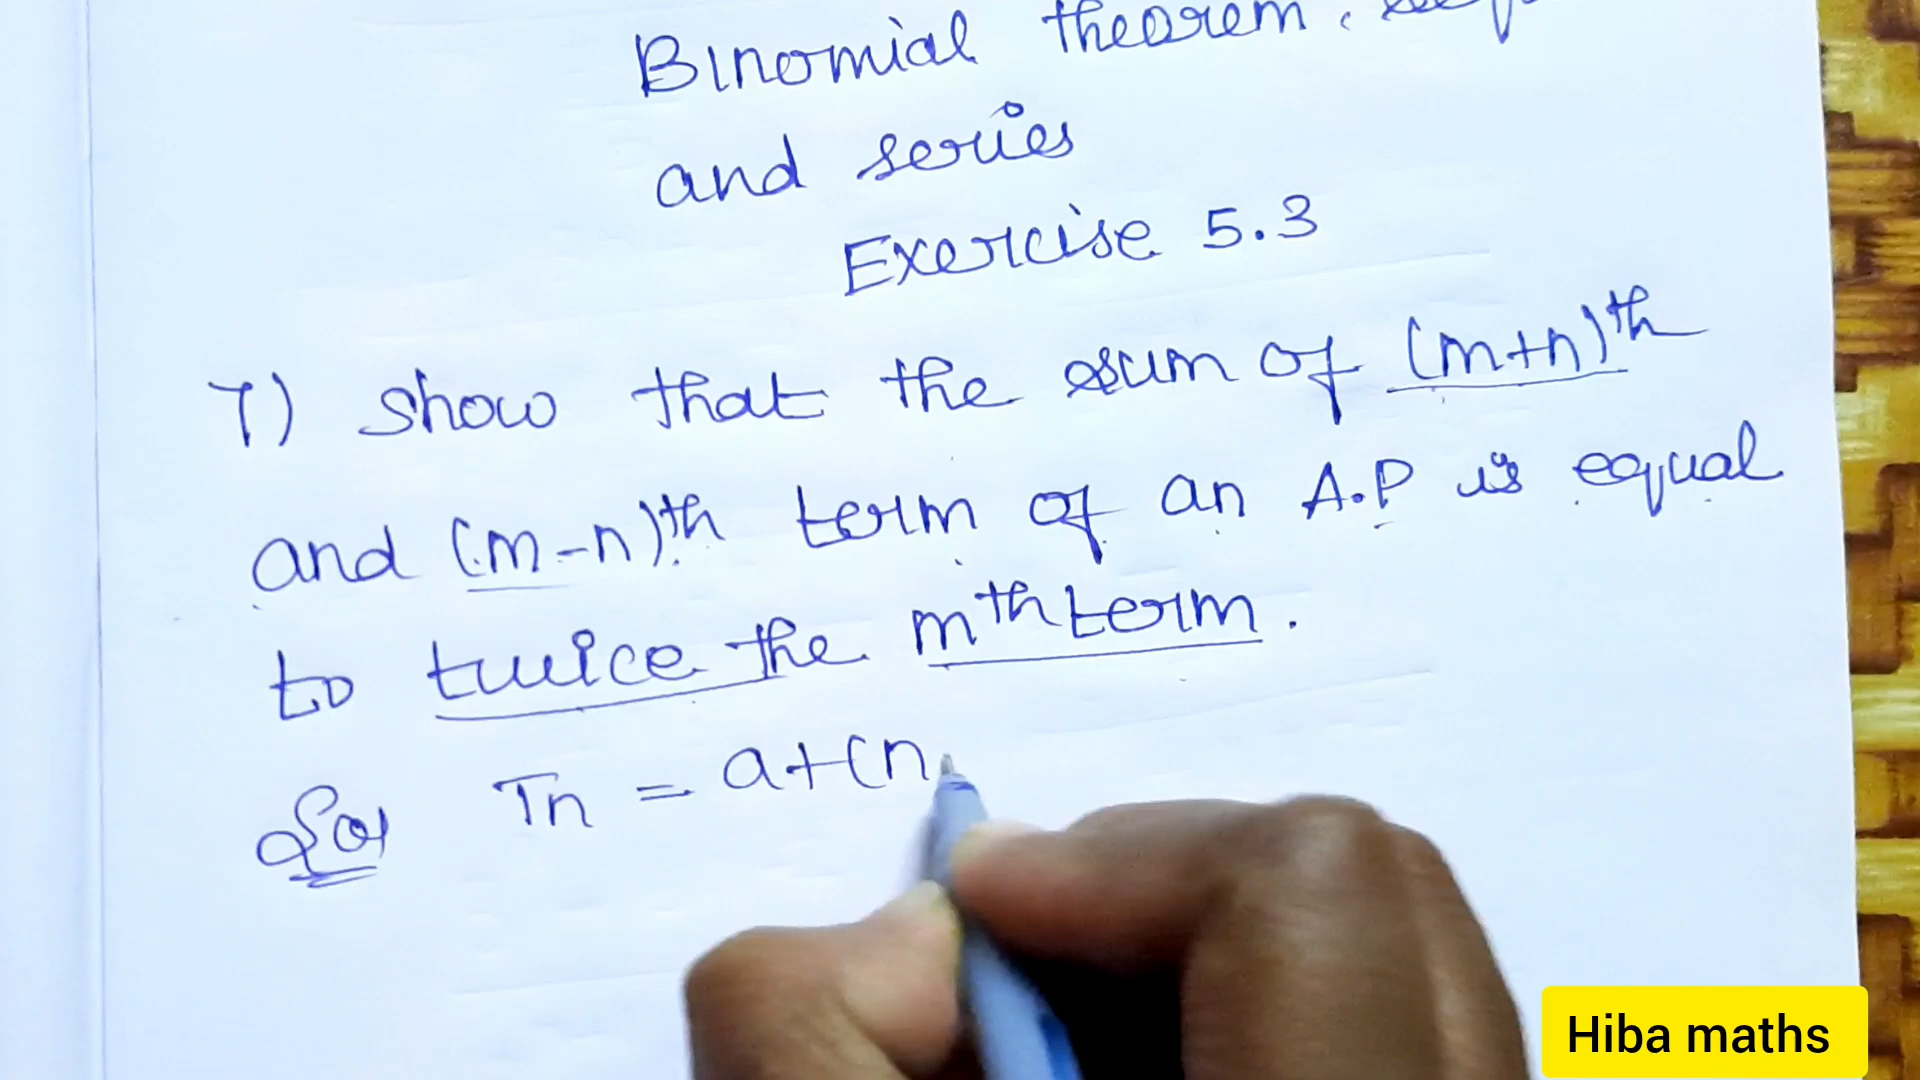 Binomial theorem.
and series
Exercise 5.3
7) show that the sum of (m+n)th
and (m-n)th term of an A.P is equal
to twice the mth term.
Sol Tn = a+(n
Hiba maths